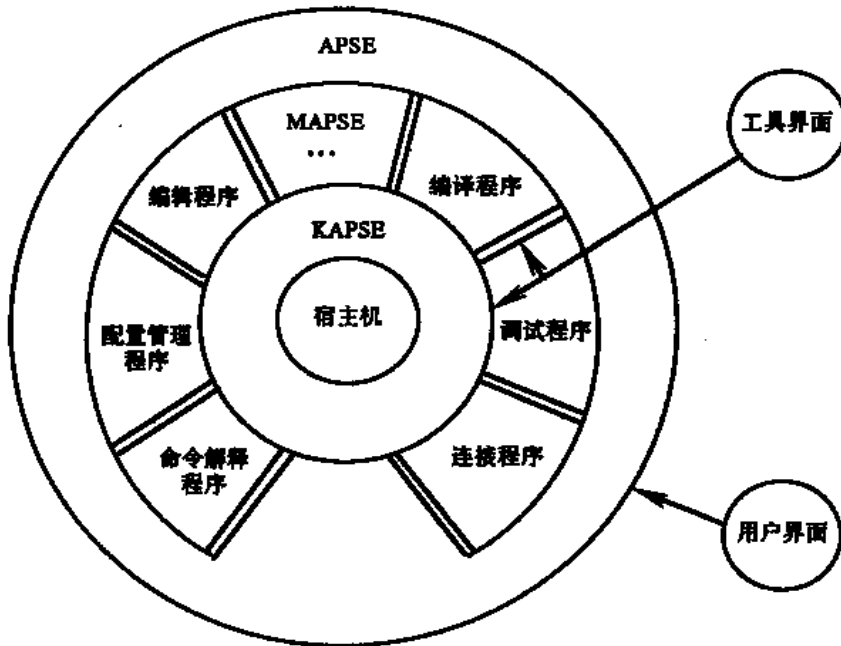 APSE
MAPSE
...
编辑程序
编译程序
工具界面
KAPSE
宿主机
配置管理
程序
调试程序
命令解释
程序
连接程序
用户界面